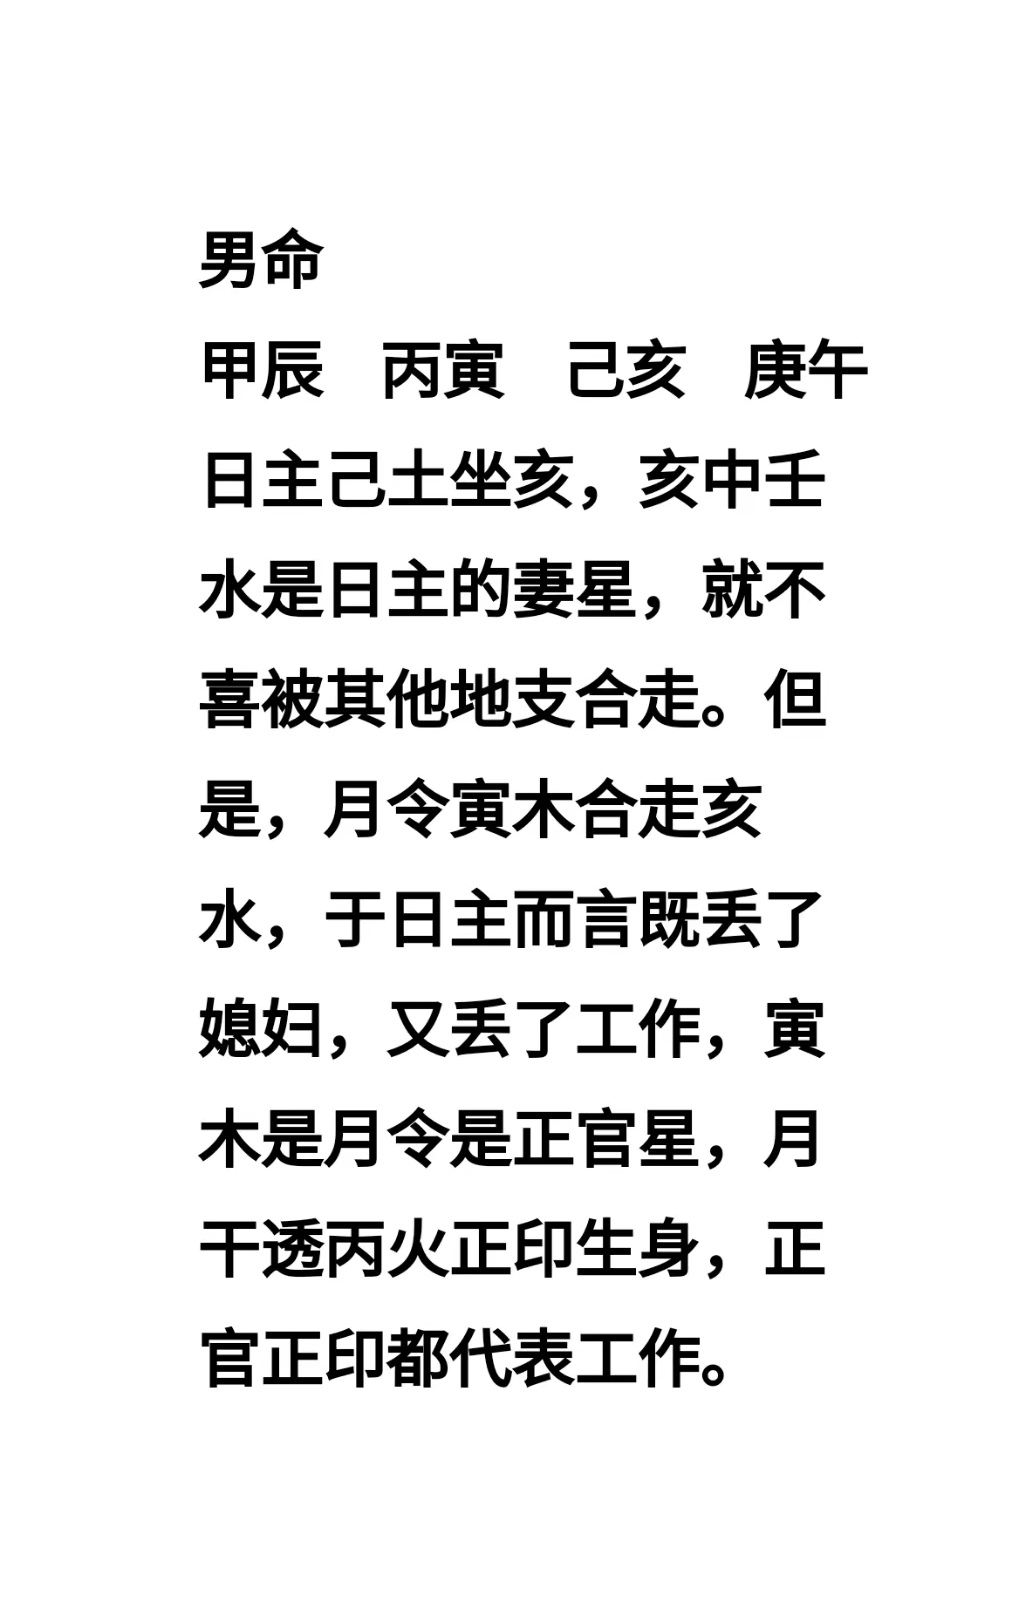 男命
甲辰 丙寅 己亥 庚午
日主己土坐亥，亥中壬
水是日主的妻星，就不
喜被其他地支合走。但
是，月令寅木合走亥
水，于日主而言既丢了
媳妇，又丢了工作，寅
木是月令是正官星，月
干透丙火正印生身，正
官正印都代表工作。